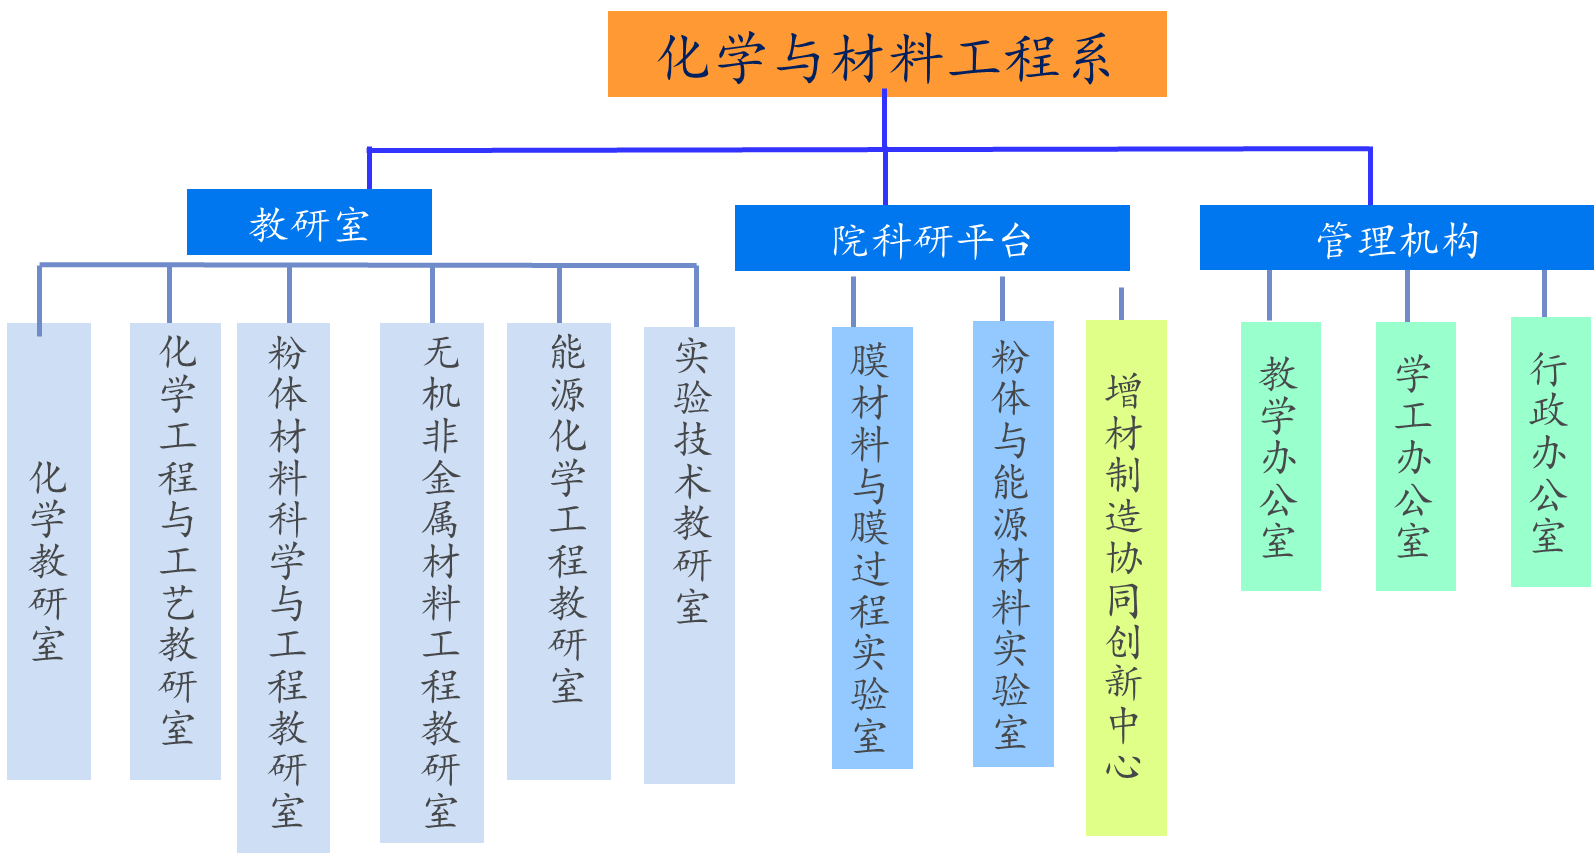 化学与材料工程系
教研室
院科研平台
管理机构
化学教研室
化学工程与工艺教研室
粉体材料科学与工程教研室
无机非金属材料工程教研室
能源化学工程教研室
实验技术教研室
膜材料与膜过程实验室
粉体与能源材料实验室
增材制造协同创新中心
教学办公室
学工办公室
行政办公室